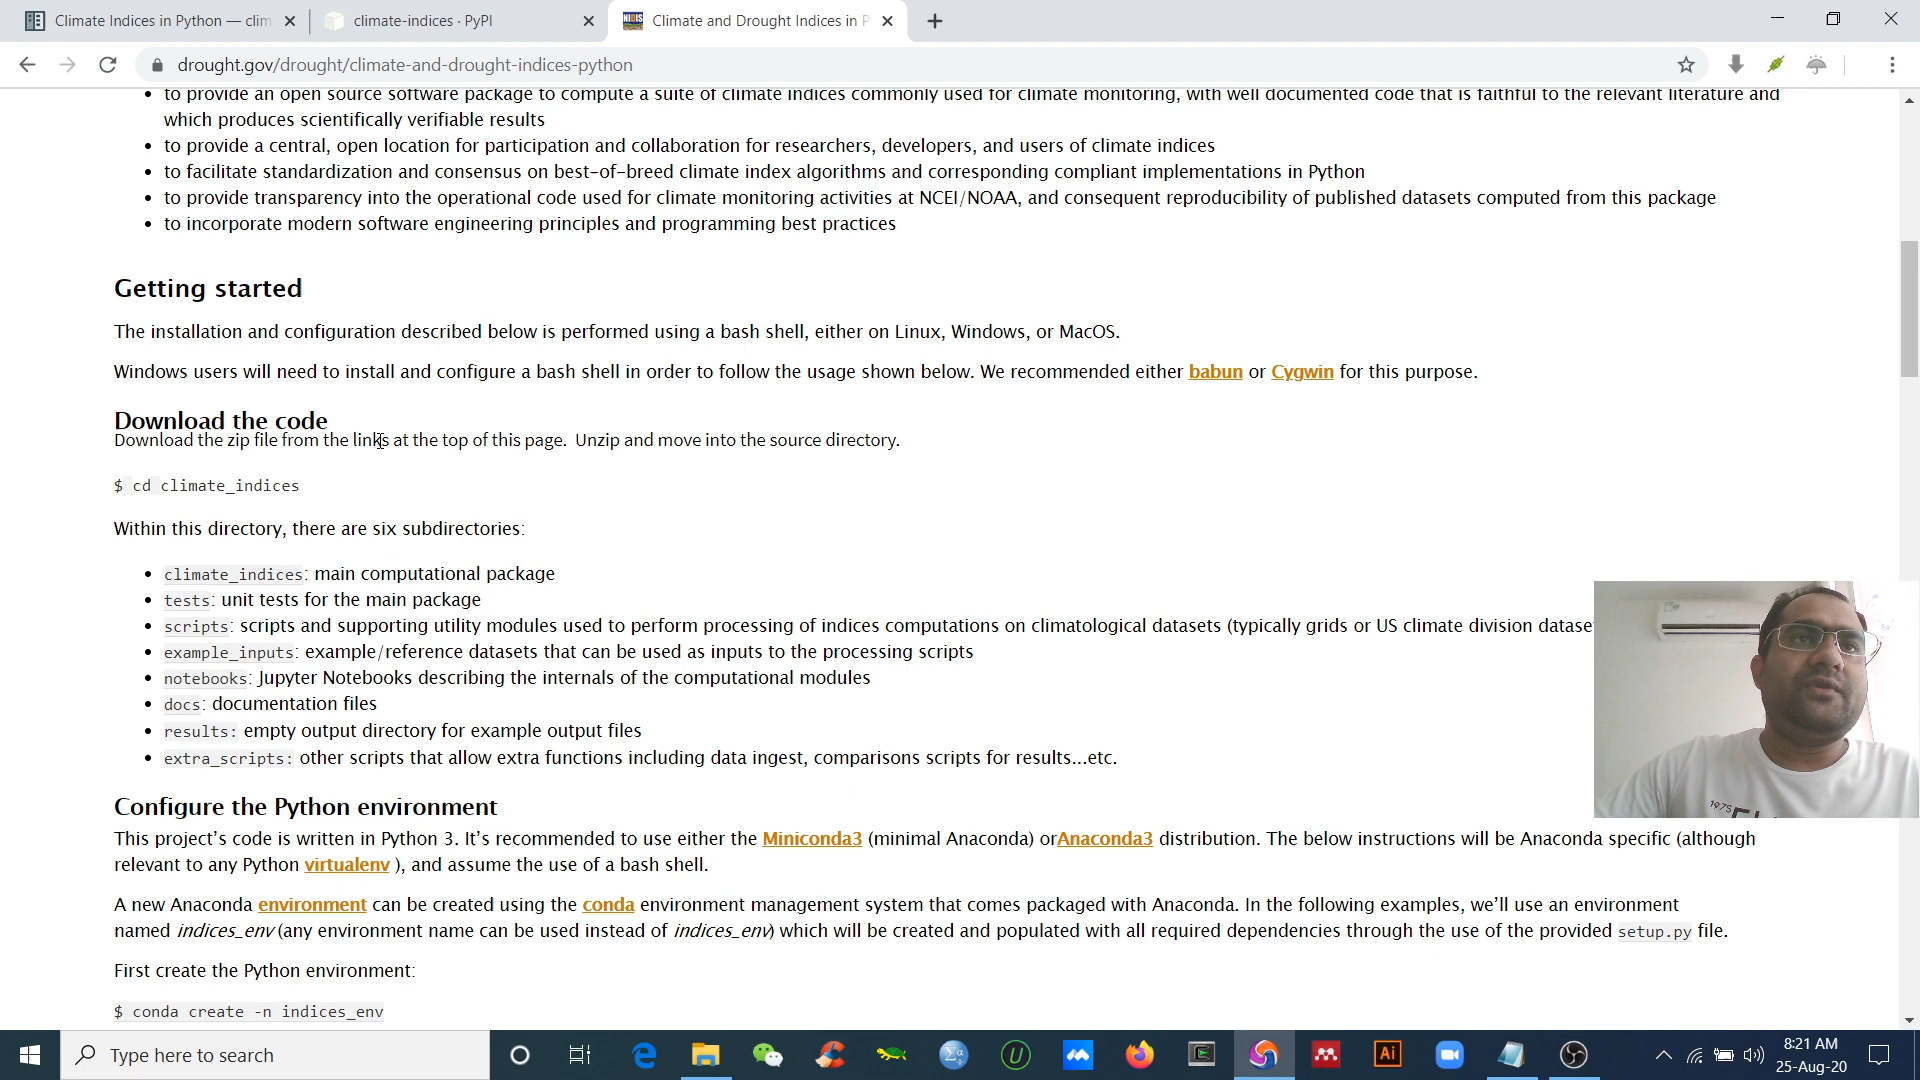 Climate Indices in Python — clim
climate-indices · PyPI
Climate and Drought Indices in P
drought.gov/drought/climate-and-drought-indices-python
to provide an open source software package to compute a suite of climate indices commonly used for climate monitoring, with well documented code that is faithful to the relevant literature and
which produces scientifically verifiable results
to provide a central, open location for participation and collaboration for researchers, developers, and users of climate indices
to facilitate standardization and consensus on best-of-breed climate index algorithms and corresponding compliant implementations in Python
to provide transparency into the operational code used for climate monitoring activities at NCEI/NOAA, and consequent reproducibility of published datasets computed from this package
to incorporate modern software engineering principles and programming best practices
Getting started
The installation and configuration described below is performed using a bash shell, either on Linux, Windows, or MacOS.
Windows users will need to install and configure a bash shell in order to follow the usage shown below. We recommended either babun or Cygwin for this purpose.
Download the code
Download the zip file from the links at the top of this page. Unzip and move into the source directory.
$ cd climate_indices
Within this directory, there are six subdirectories:
climate_indices: main computational package
tests: unit tests for the main package
scripts: scripts and supporting utility modules used to perform processing of indices computations on climatological datasets (typically grids or US climate division datase
example_inputs: example/reference datasets that can be used as inputs to the processing scripts
notebooks: Jupyter Notebooks describing the internals of the computational modules
docs: documentation files
results: empty output directory for example output files
extra_scripts: other scripts that allow extra functions including data ingest, comparisons scripts for results...etc.
Configure the Python environment
This project's code is written in Python 3. It's recommended to use either the Miniconda3 (minimal Anaconda) orAnaconda3 distribution. The below instructions will be Anaconda specific (although
relevant to any Python virtualenv ), and assume the use of a bash shell.
A new Anaconda environment can be created using the conda environment management system that comes packaged with Anaconda. In the following examples, we'll use an environment
named indices_env (any environment name can be used instead of indices_env) which will be created and populated with all required dependencies through the use of the provided setup.py file.
First create the Python environment:
$ conda create -n indices_env
1975
Type here to search
8:21 AM
25-Aug-20